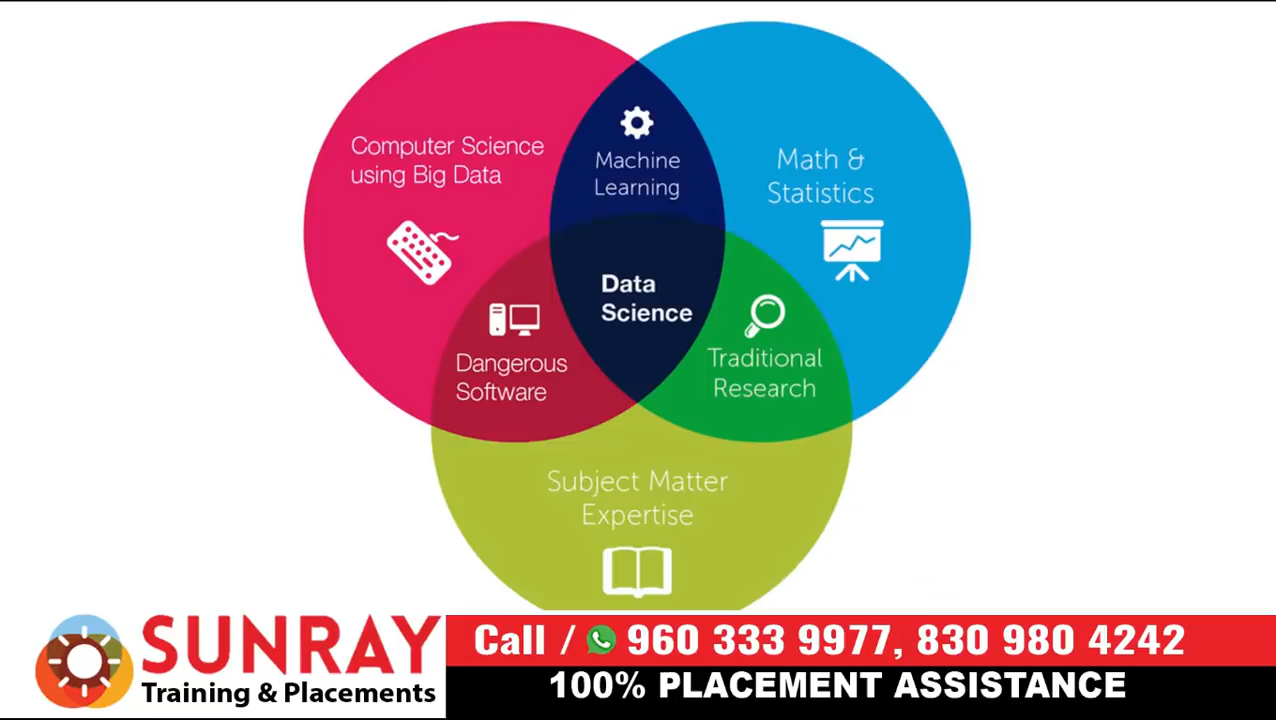 Computer Science
using Big Data
Machine
Learning
Math &
Statistics
Data
Science
Dangerous
Software
Traditional
Research
Subject Matter
Expertise
SUNRAY
Training & Placements
Call / 960 333 9977, 830 980 4242
100% PLACEMENT ASSISTANCE